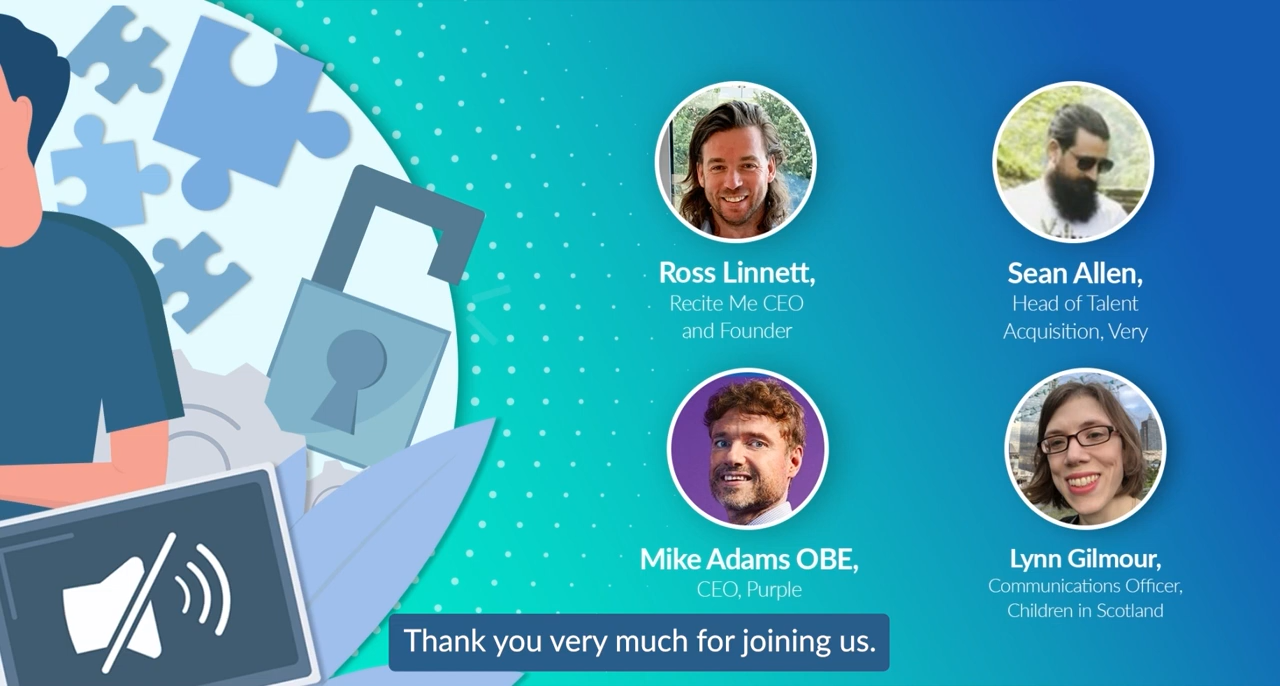 Ross Linnett,
Recite Me CEO
and Founder
Sean Allen,
Head of Talent
Acquisition, Very
Mike Adams OBE,
CEO, Purple
Lynn Gilmour,
Communications Officer,
Children in Scotland
Thank you very much for joining us.